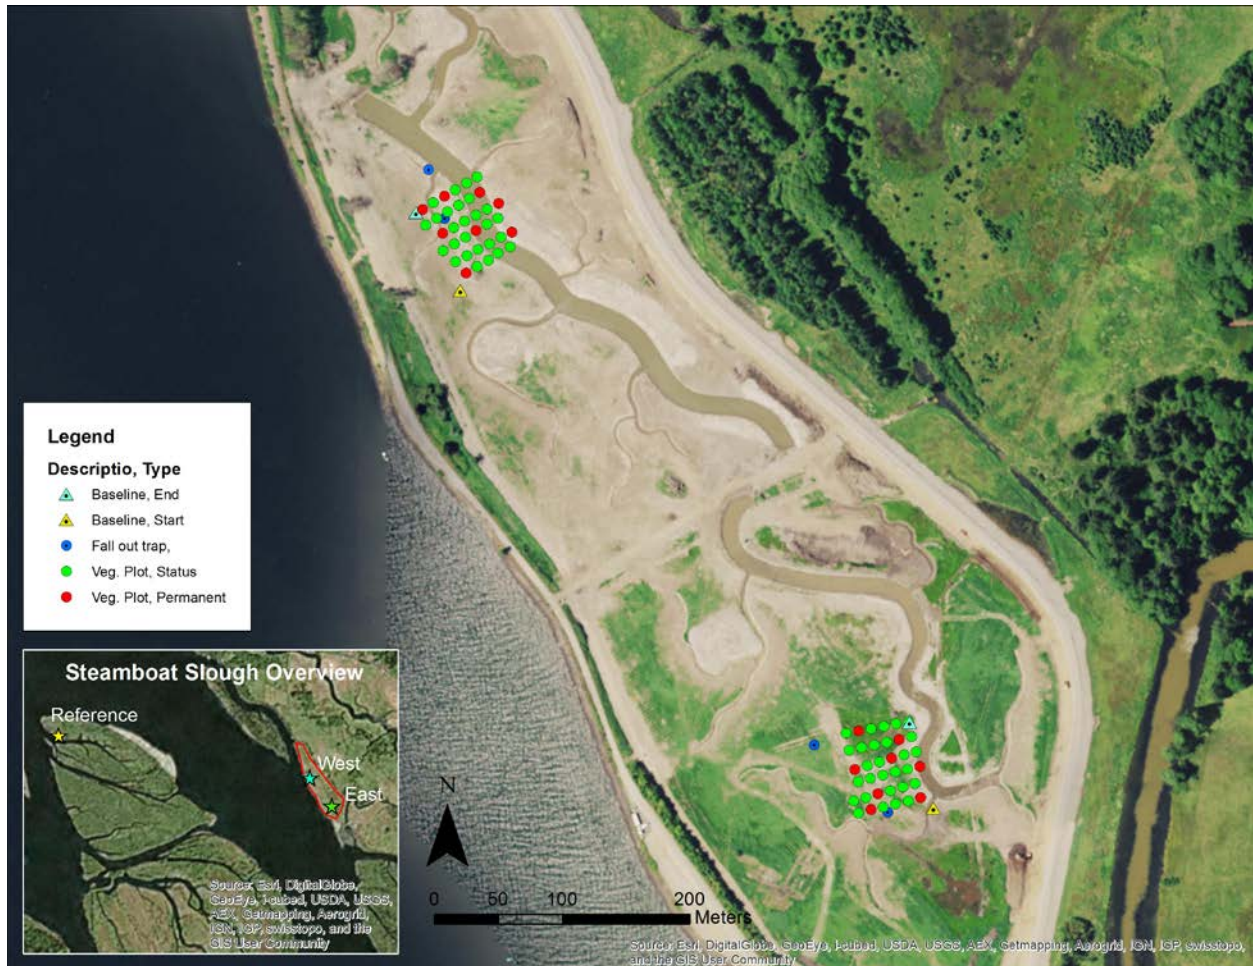 Legend
Descriptio, Type
Baseline, End
Baseline, Start
Fall out trap,
Veg. Plot, Status
Veg. Plot, Permanent
Steamboat Slough Overview
Reference
West
East
Source: Esri, DigitalGlobe,
GeoEye, i-cubed, USDA, USGS,
AEX, Getmapping, Aerogrid,
IGN, IGP, swisstopo, and the
GIS User Community
N
0 50 100 200
Meters
Source: Esri, DigitalGlobe, GeoEye, i-cubed, USDA, USGS, AEX, Getmapping, Aerogrid, IGN, IGP, swisstopo,
and the GIS User Community